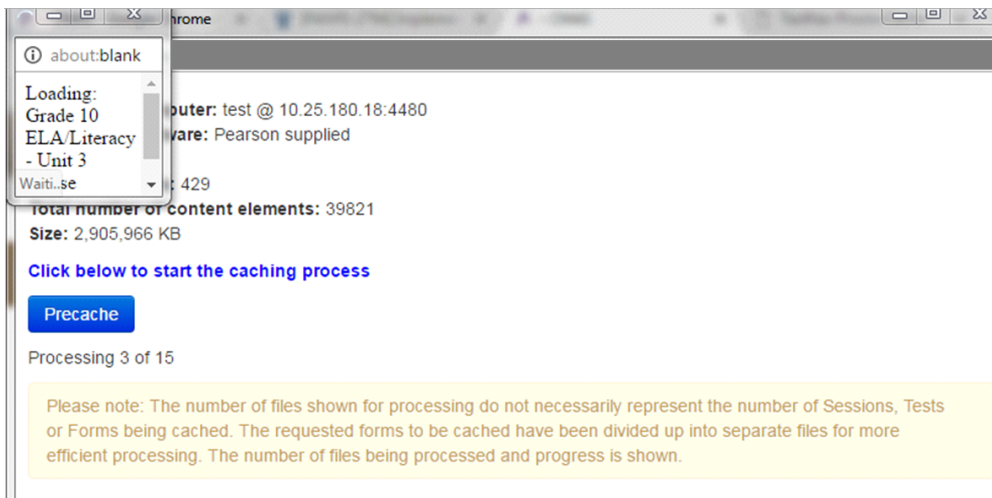 hrome
about:blank
Loading:
Grade 10
ELA/Literacy
- Unit 3
Waiti...se
puter: test @ 10.25.180.18:4480
vare: Pearson supplied
: 429
Total number of content elements: 39821
Size: 2,905,966 KB
Click below to start the caching process
Precache
Processing 3 of 15
Please note: The number of files shown for processing do not necessarily represent the number of Sessions, Tests
or Forms being cached. The requested forms to be cached have been divided up into separate files for more
efficient processing. The number of files being processed and progress is shown.